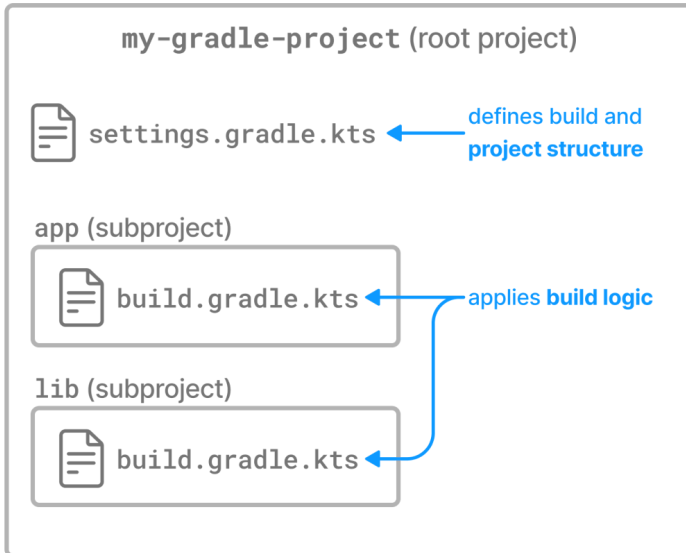 my-gradle-project (root project)
settings.gradle.kts
defines build and
project structure
app (subproject)
build.gradle.kts
applies build logic
lib (subproject)
build.gradle.kts